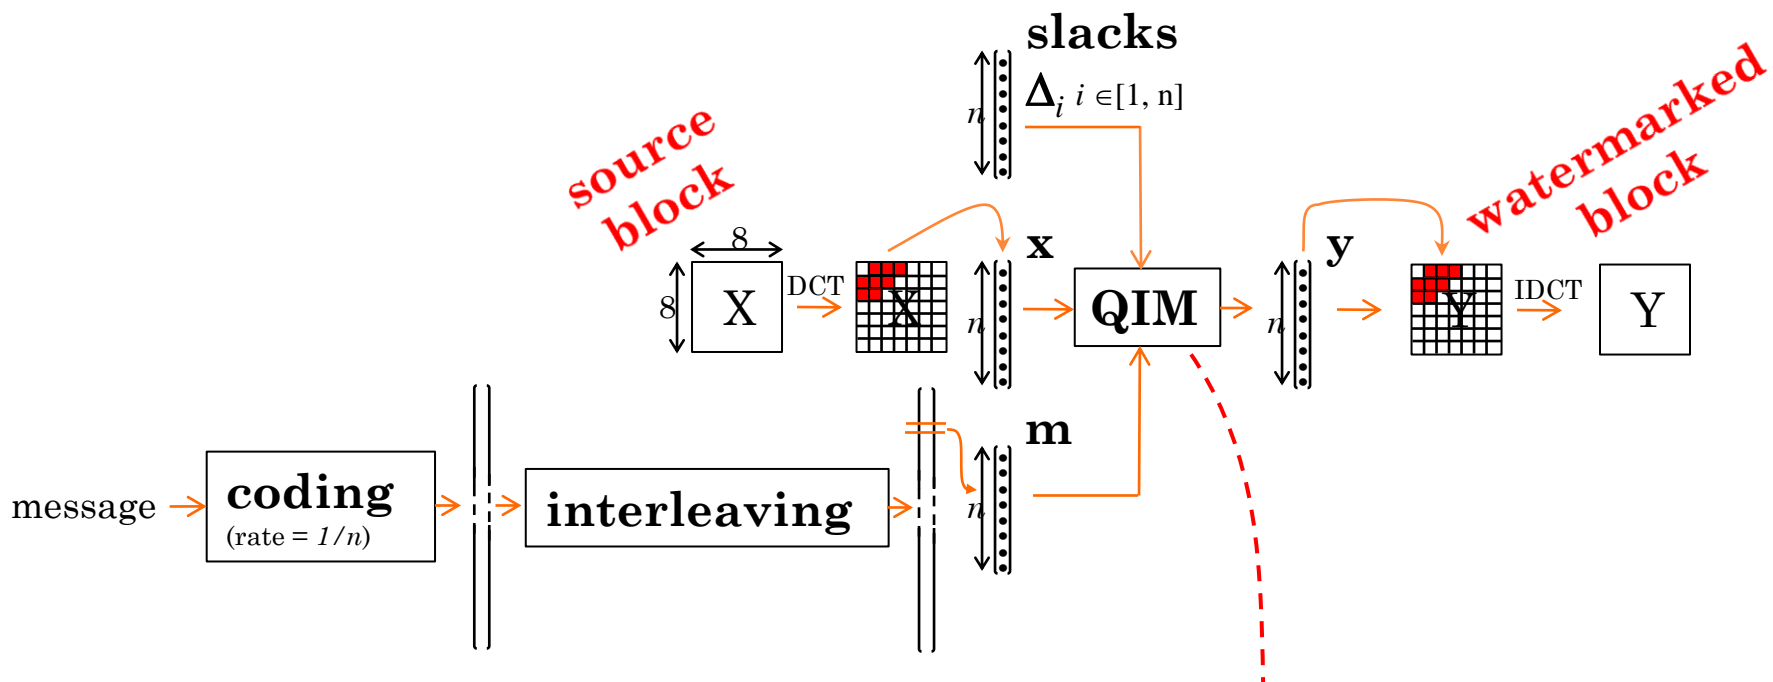 slacks
n
Δi i ∈[1, n]
source
block
watermarked
block
8
8
X
DCT
X
x
n
QIM
y
n
Y
IDCT
Y
m
n
message
coding
(rate = 1/n)
interleaving